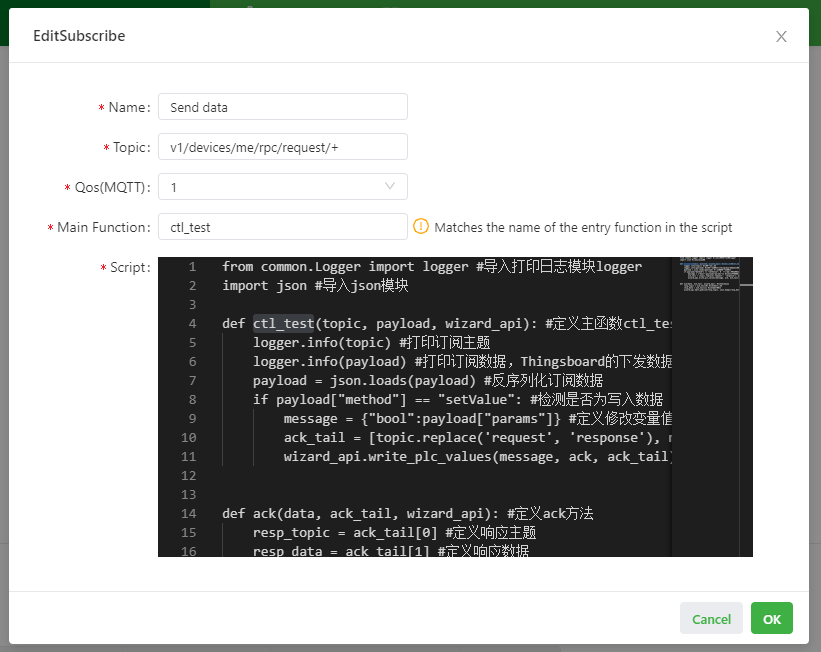 EditSubscribe
* Name: Send data
* Topic: v1/devices/me/rpc/request/+
* Qos(MQTT): 1
* Main Function: ctl_test Matches the name of the entry function in the script
* Script:
1 from common.Logger import logger #导入打印日志模块logger
2 import json #导入json模块
3
4 def ctl_test(topic, payload, wizard_api): #定义主函数ctl_tes
5 logger.info(topic) #打印订阅主题
6 logger.info(payload) #打印订阅数据，Thingsboard的下发数据
7 payload = json.loads(payload) #反序列化订阅数据
8 if payload["method"] == "setValue": #检测是否为写入数据
9 message = {"bool":payload["params"]} #定义修改变量值
10 ack_tail = [topic.replace('request', 'response'),
11 wizard_api.write_plc_values(message, ack, ack_tail)
12
13
14 def ack(data, ack_tail, wizard_api): #定义ack方法
15 resp_topic = ack_tail[0] #定义响应主题
16 resp_data = ack_tail[1] #定义响应数据
Cancel OK